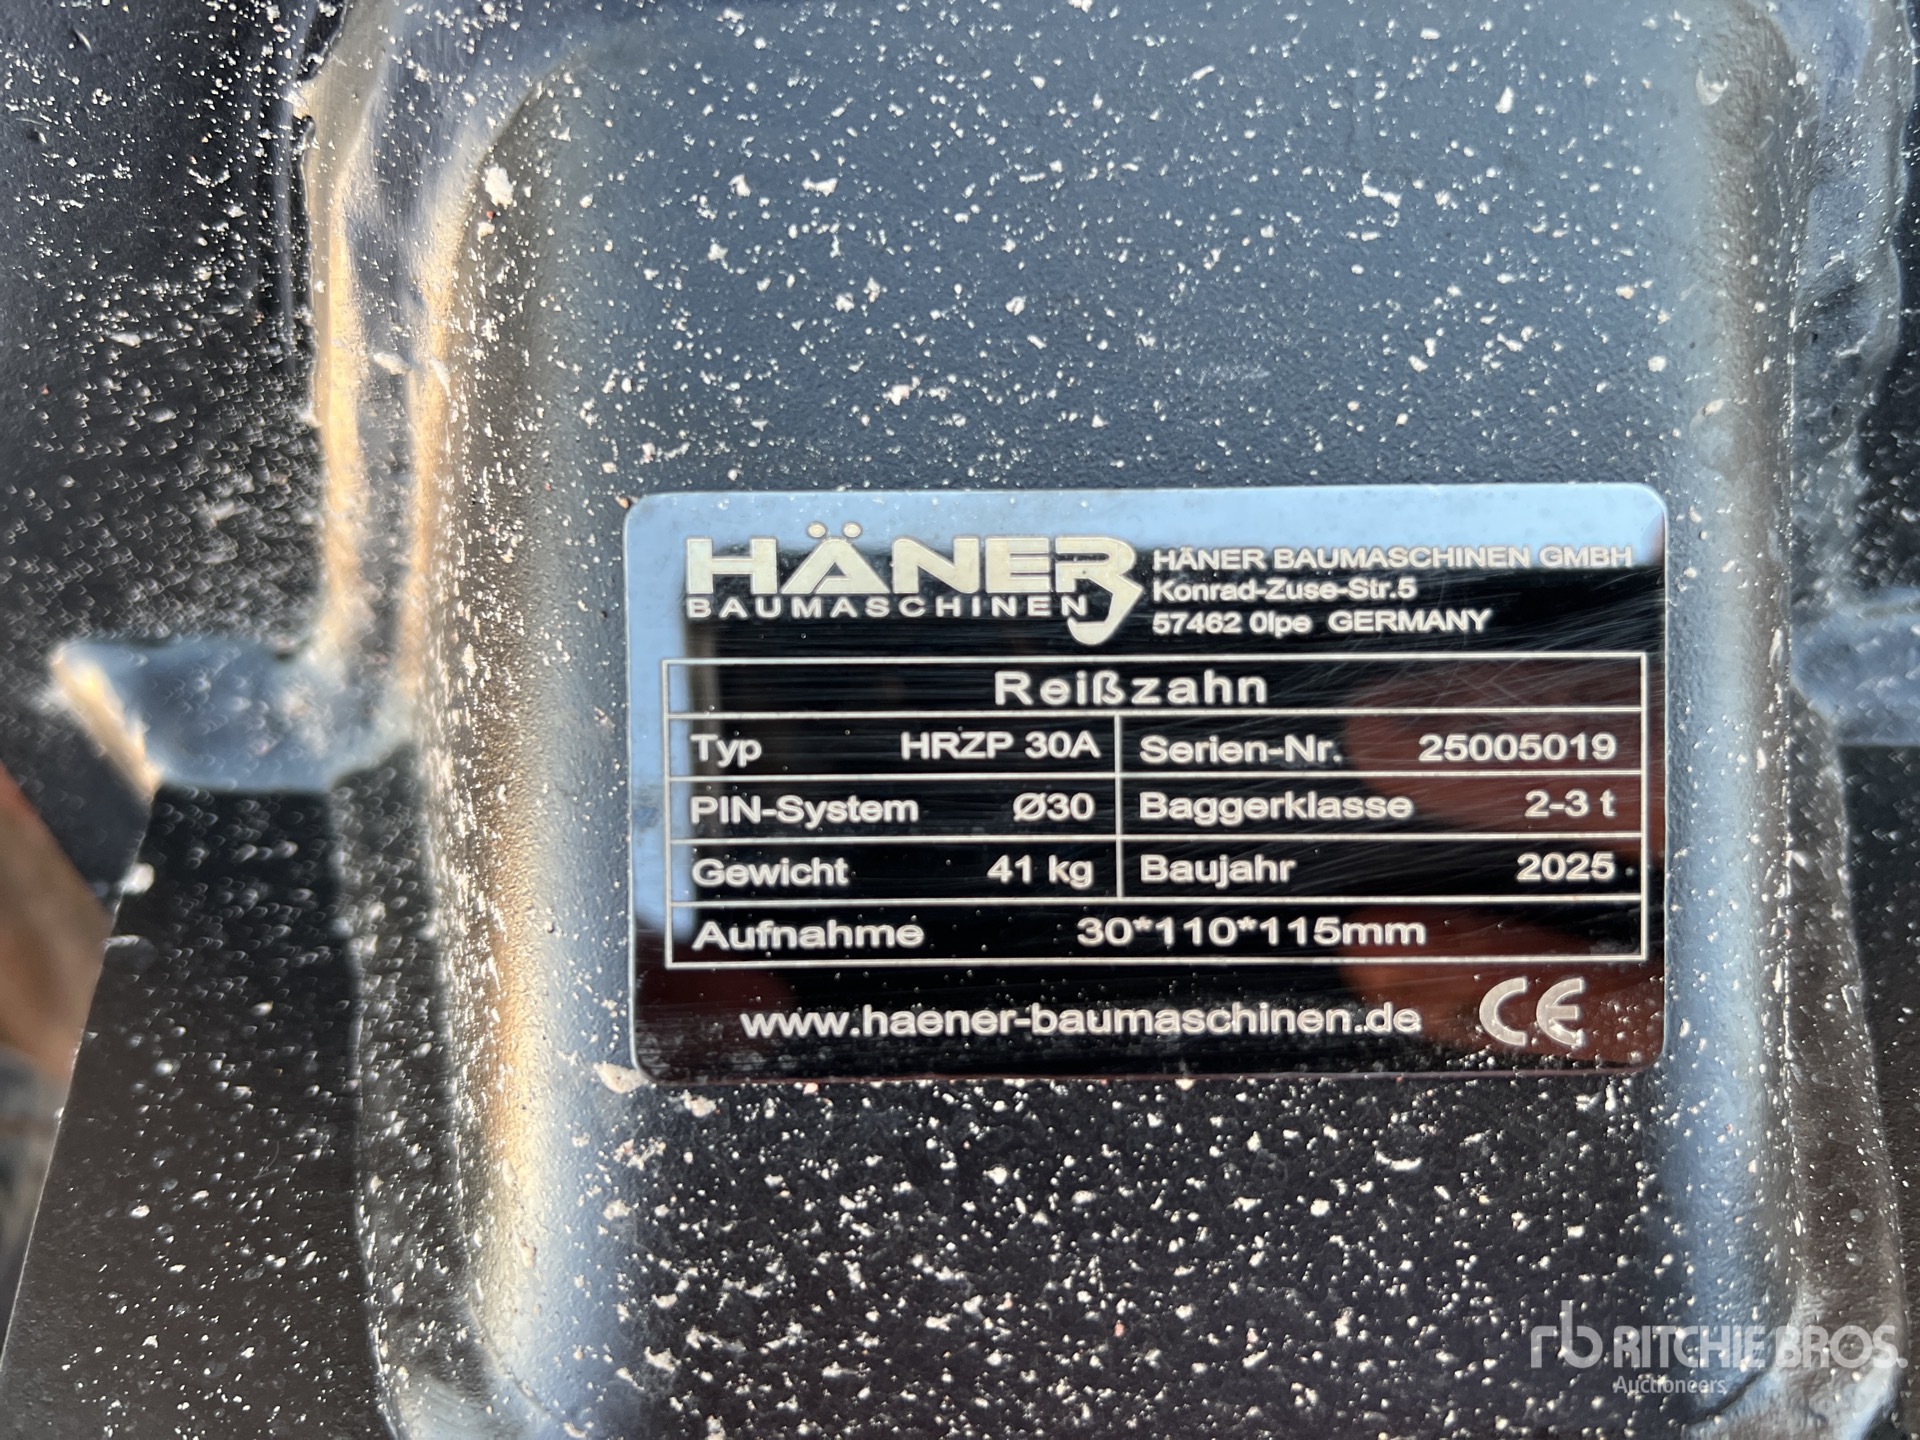 HÄNER
BAUMASCHINEN
HÄNER BAUMASCHINEN GMBH
Konrad-Zuse-Str.5
57462 0lpe GERMANY
Reißzahn
Typ HRZP 30A Serien-Nr. 25005019
PIN-System Ø30 Baggerklasse 2-3 t
Gewicht 41 kg Baujahr 2025
Aufnahme 30*110*115mm
www.haener-baumaschinen.de CE
rb RITCHIE BROS.
Auctioneers